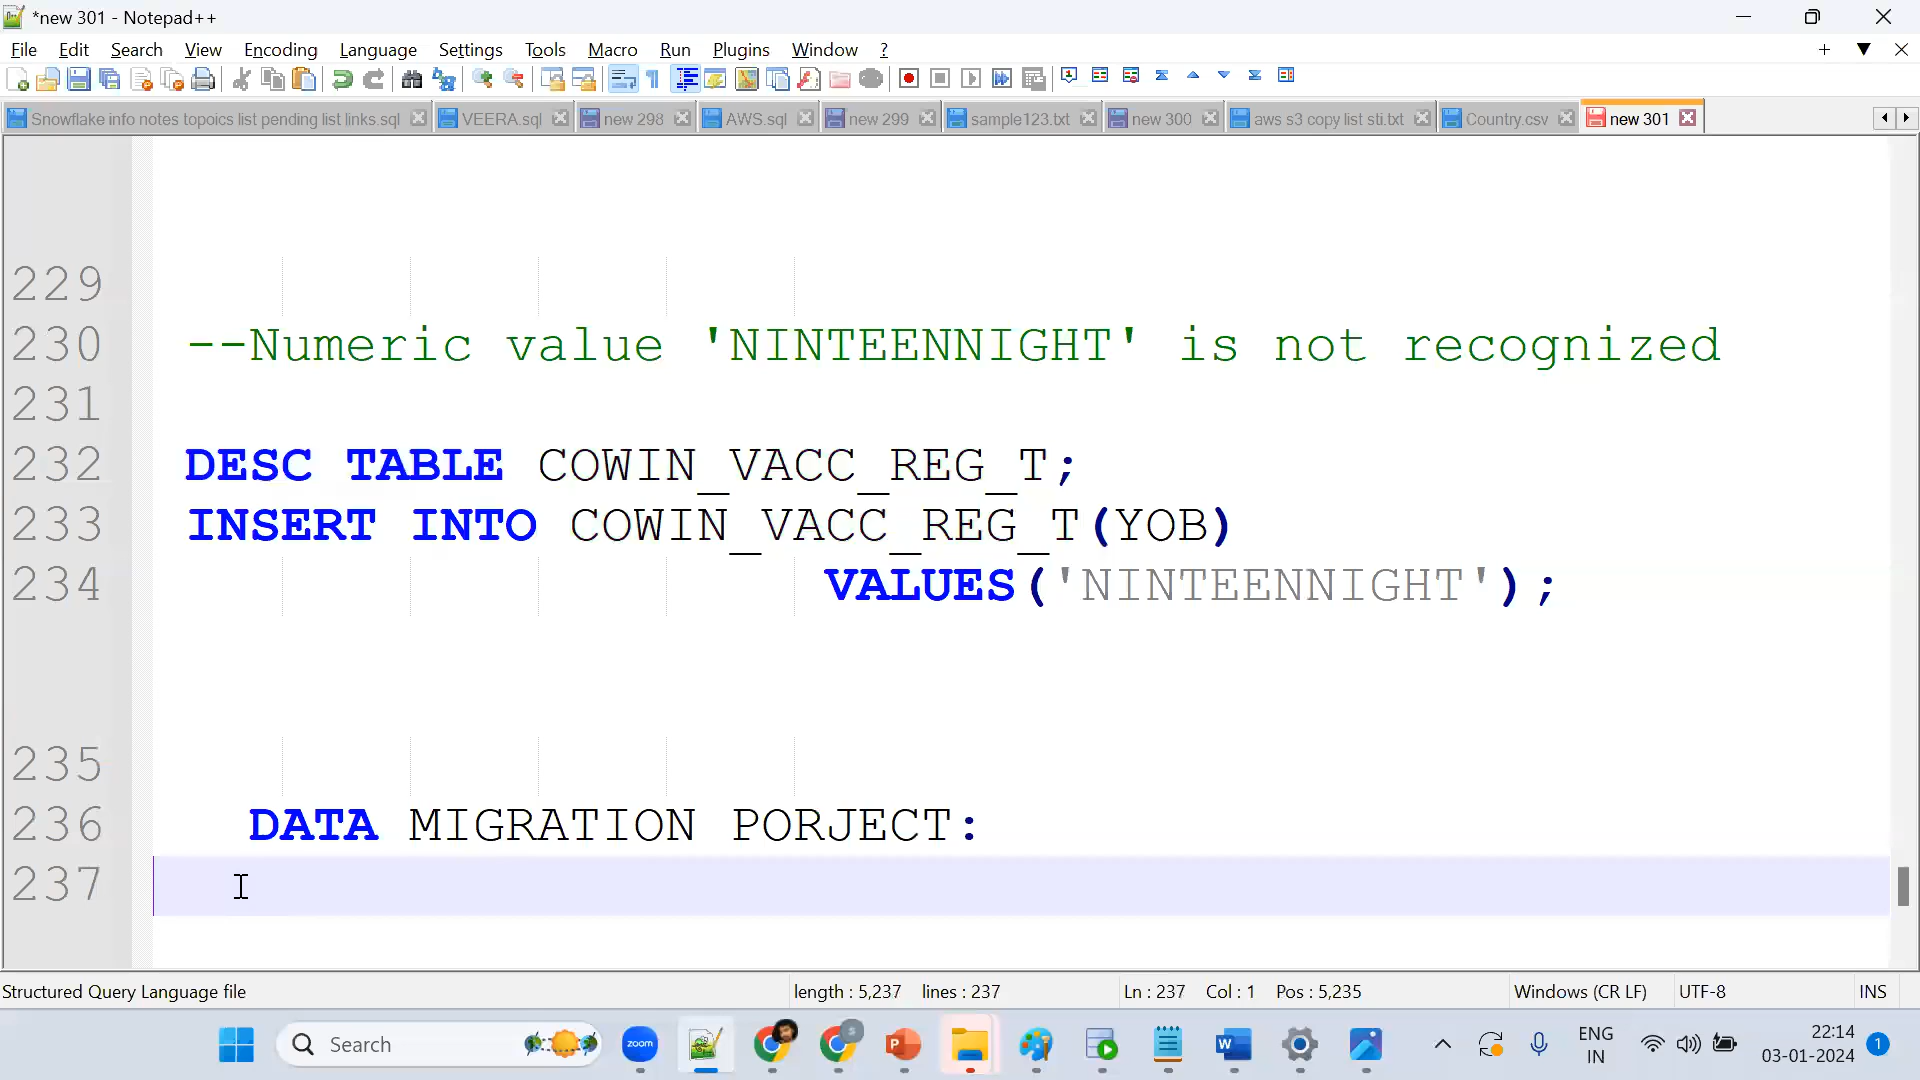 *new 301 - Notepad++
File Edit Search View Encoding Language Settings Tools Macro Run Plugins Window ?
Snowflake info notes topoics list pending list links.sql VEERA.sql new 298 AWS.sql new 299 sample123.txt new 300 aws s3 copy list sti.txt Country.csv new 301
229
230 --Numeric value 'NINTEENNIGHT' is not recognized
231
232 DESC TABLE COWIN_VACC_REG_T;
233 INSERT INTO COWIN_VACC_REG_T(YOB)
234 VALUES('NINTEENNIGHT');
235
236 DATA MIGRATION PORJECT:
237
Structured Query Language file length : 5,237 lines : 237 Ln : 237 Col : 1 Pos : 5,235 Windows (CR LF) UTF-8 INS
Search zoom ENG IN 22:14
03-01-2024 1